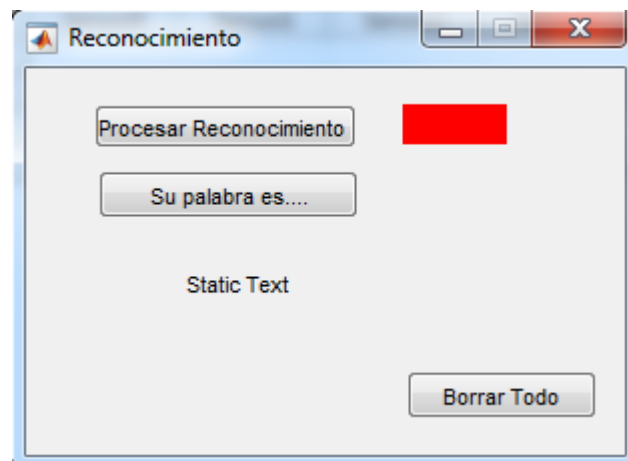 Reconocimiento
Procesar Reconocimiento
Su palabra es....
Static Text
Borrar Todo